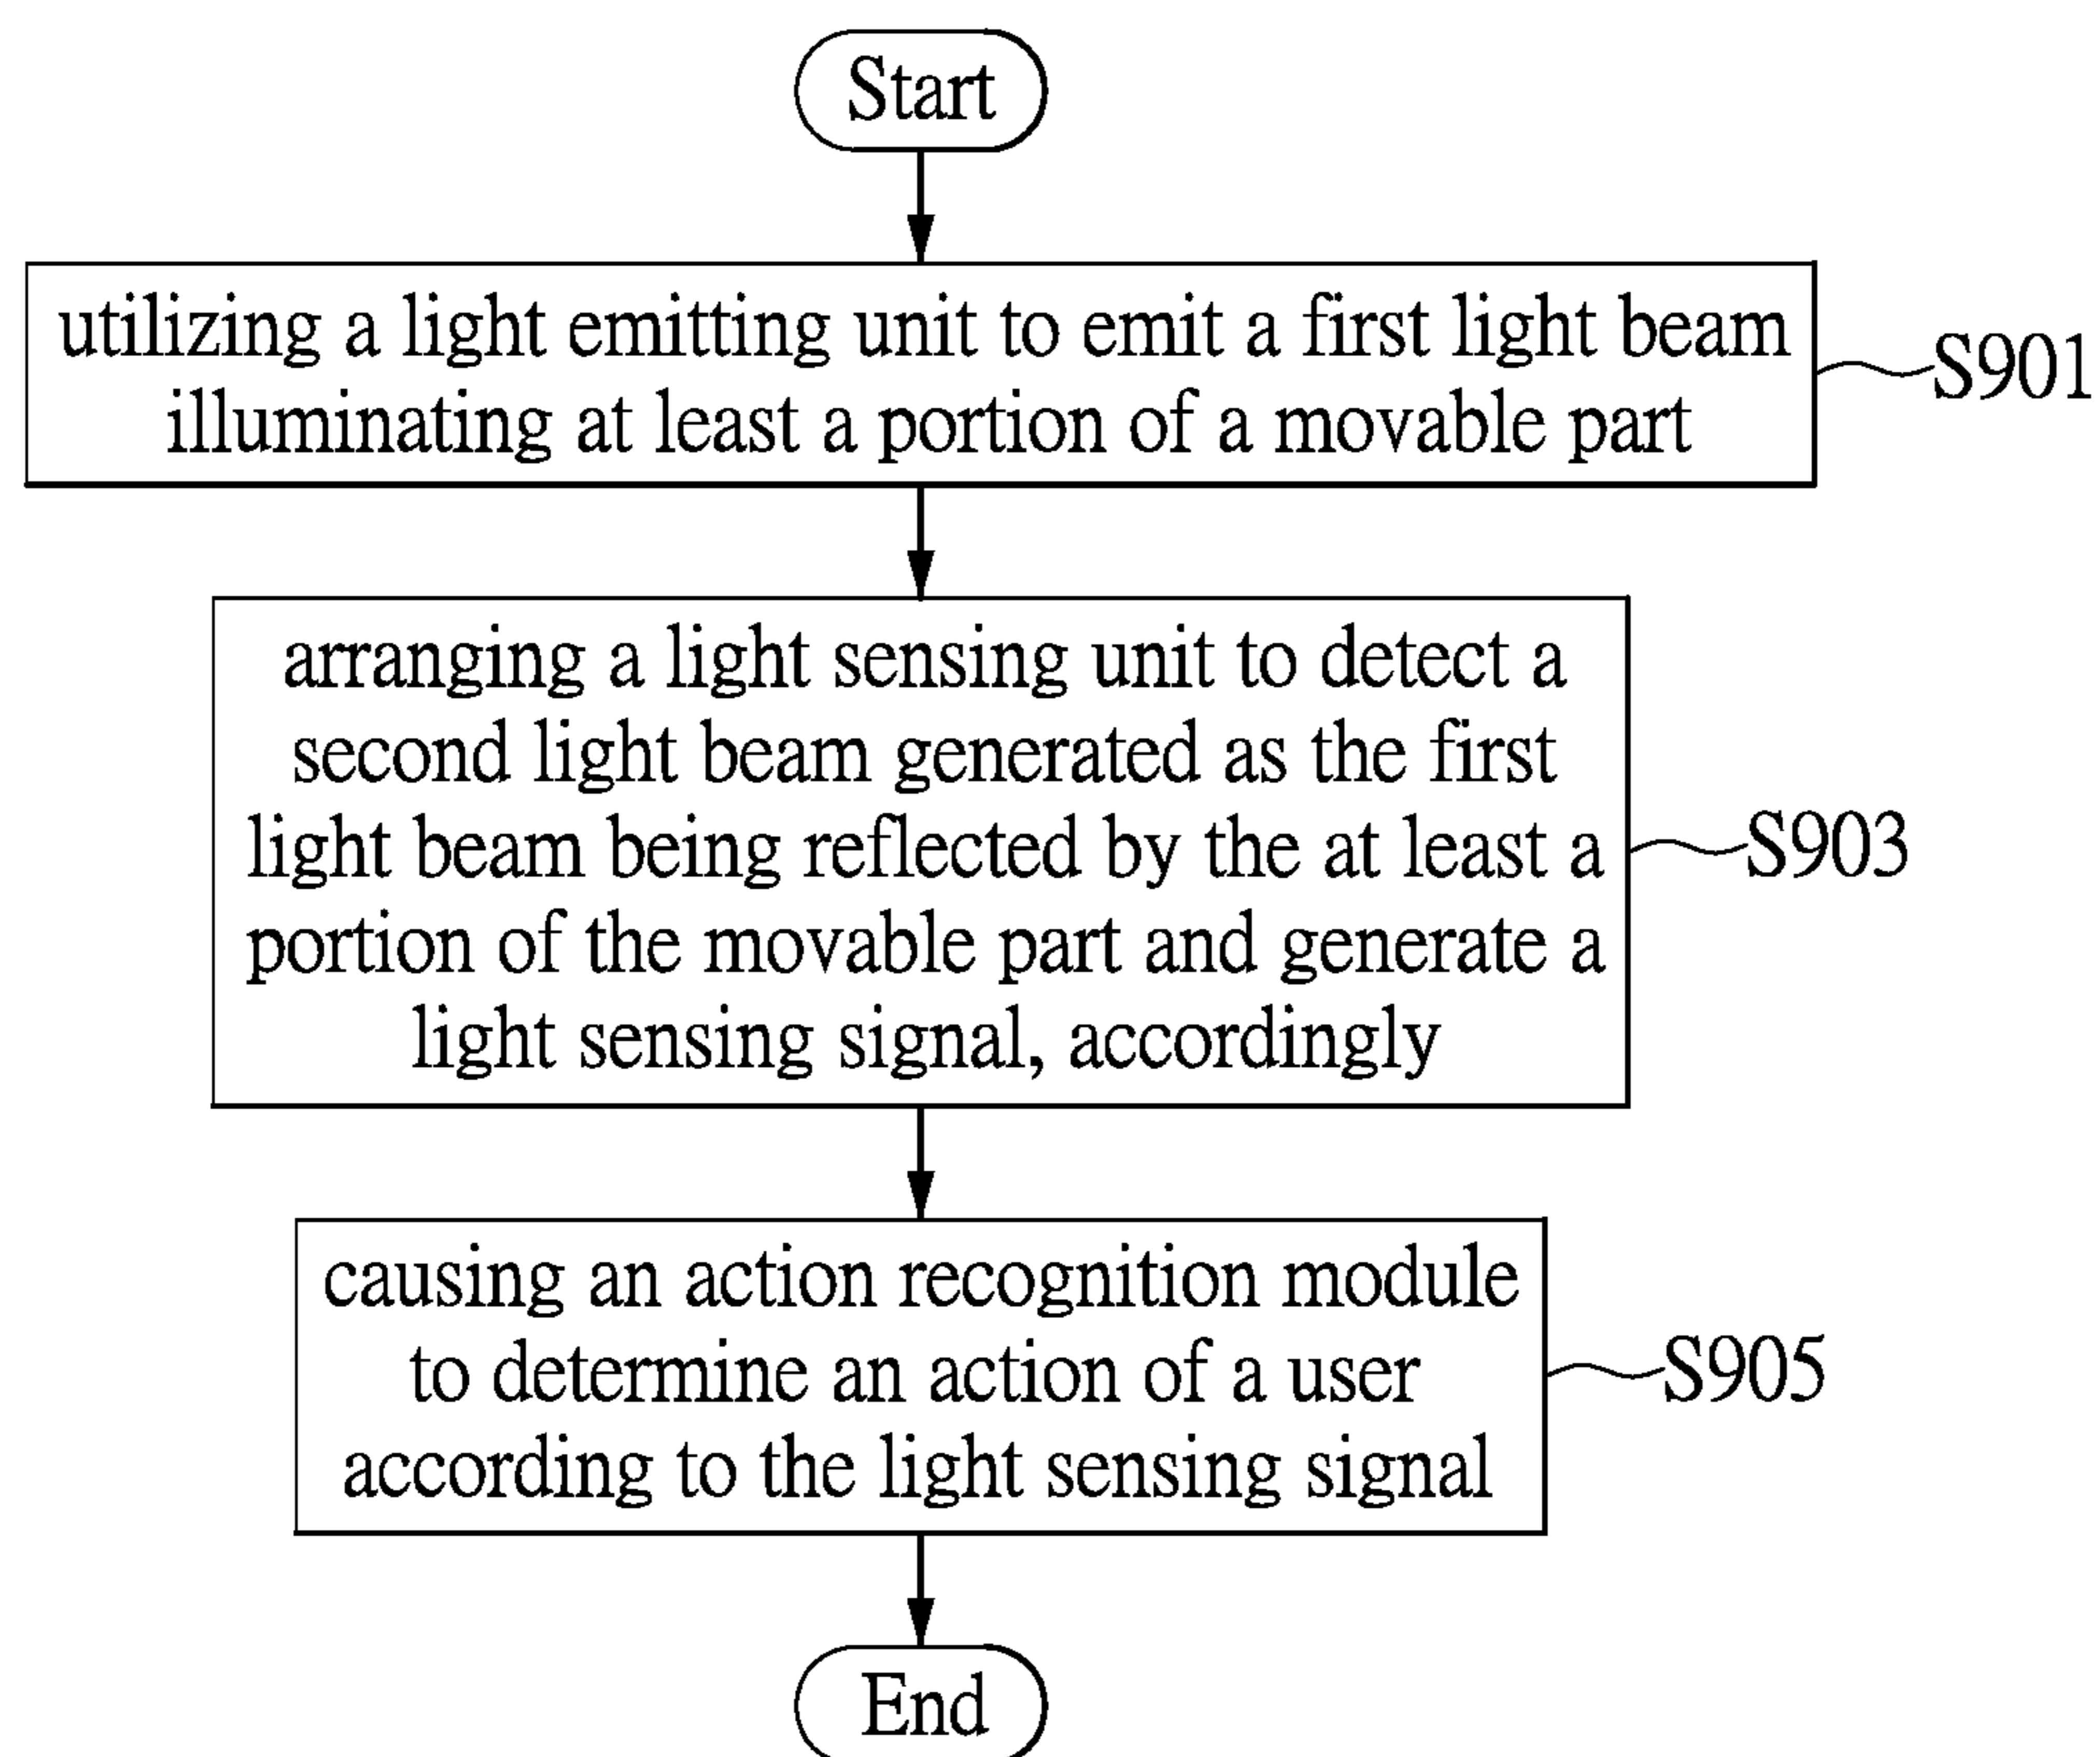 Start
utilizing a light emitting unit to emit a first light beam
illuminating at least a portion of a movable part
S901
arranging a light sensing unit to detect a
second light beam generated as the first
light beam being reflected by the at least a
portion of the movable part and generate a
light sensing signal, accordingly
S903
causing an action recognition module
to determine an action of a user
according to the light sensing signal
S905
End